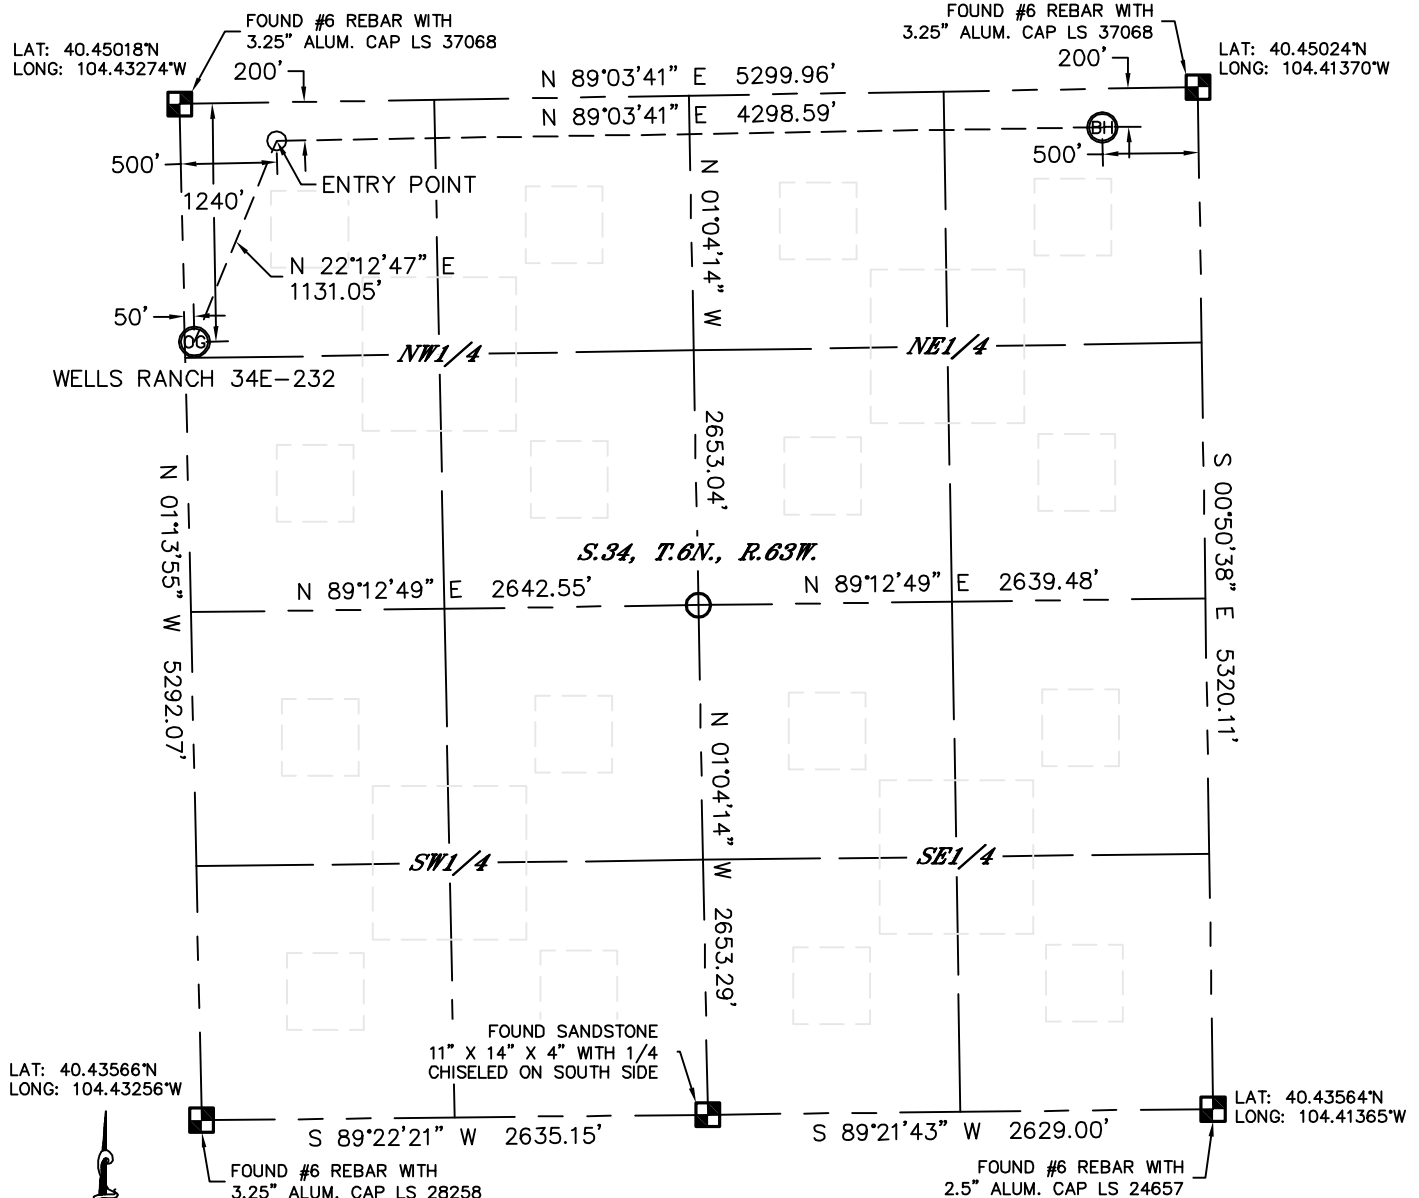 FOUND #6 REBAR WITH
3.25" ALUM. CAP LS 37068
FOUND #6 REBAR WITH
3.25" ALUM. CAP LS 37068
LAT: 40.45018°N
LONG: 104.43274°W
LAT: 40.45024°N
LONG: 104.41370°W
200'
200'
N 89°03'41" E 5299.96'
N 89°03'41" E 4298.59'
BH
500'
500'
ENTRY POINT
1240'
N 01°04'14" W
N 22°12'47" E
1131.05'
50'
OG
WELLS RANCH 34E-232
NW1/4
NE1/4
2653.04'
N 01°13'55" W 5292.07'
S 00°50'38" E 5320.11'
S.34, T.6N., R.63W.
N 89°12'49" E 2642.55'
N 89°12'49" E 2639.48'
N 01°04'14" W 2653.29'
SW1/4
SE1/4
FOUND SANDSTONE
11" X 14" X 4" WITH 1/4
CHISELED ON SOUTH SIDE
LAT: 40.43566°N
LONG: 104.43256°W
LAT: 40.43564°N
LONG: 104.41365°W
S 89°22'21" W 2635.15'
S 89°21'43" W 2629.00'
FOUND #6 REBAR WITH
3.25" ALUM. CAP LS 28258
FOUND #6 REBAR WITH
2.5" ALUM. CAP LS 24657